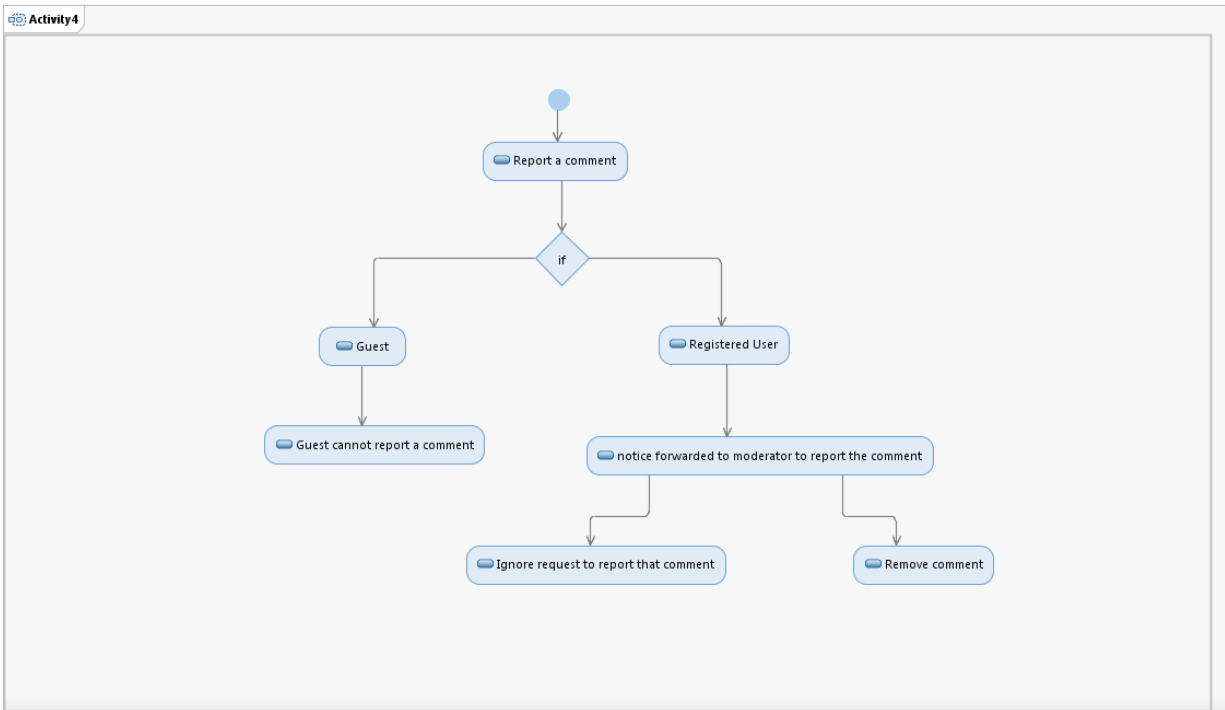 Activity4
Report a comment
if
Guest
Registered User
Guest cannot report a comment
notice forwarded to moderator to report the comment
Ignore request to report that comment
Remove comment